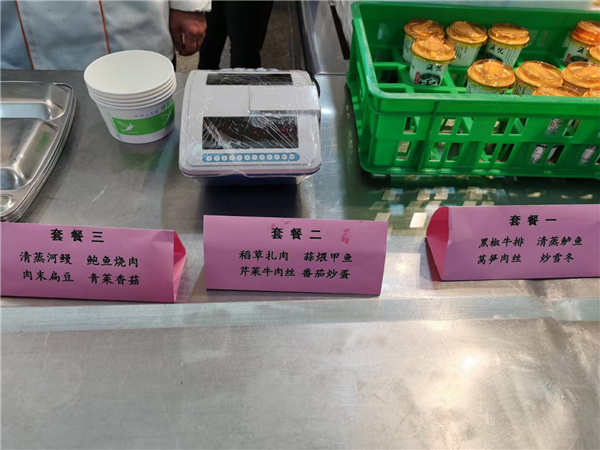 套餐三
清蒸河鳗 鲍鱼烧肉
肉末扁豆 青菜香菇
套餐二
稻草扎肉 蒜煨甲鱼
芹菜牛肉丝 番茄炒蛋
套餐一
黑椒牛排 清蒸鲈鱼
莴笋肉丝 炒雪冬